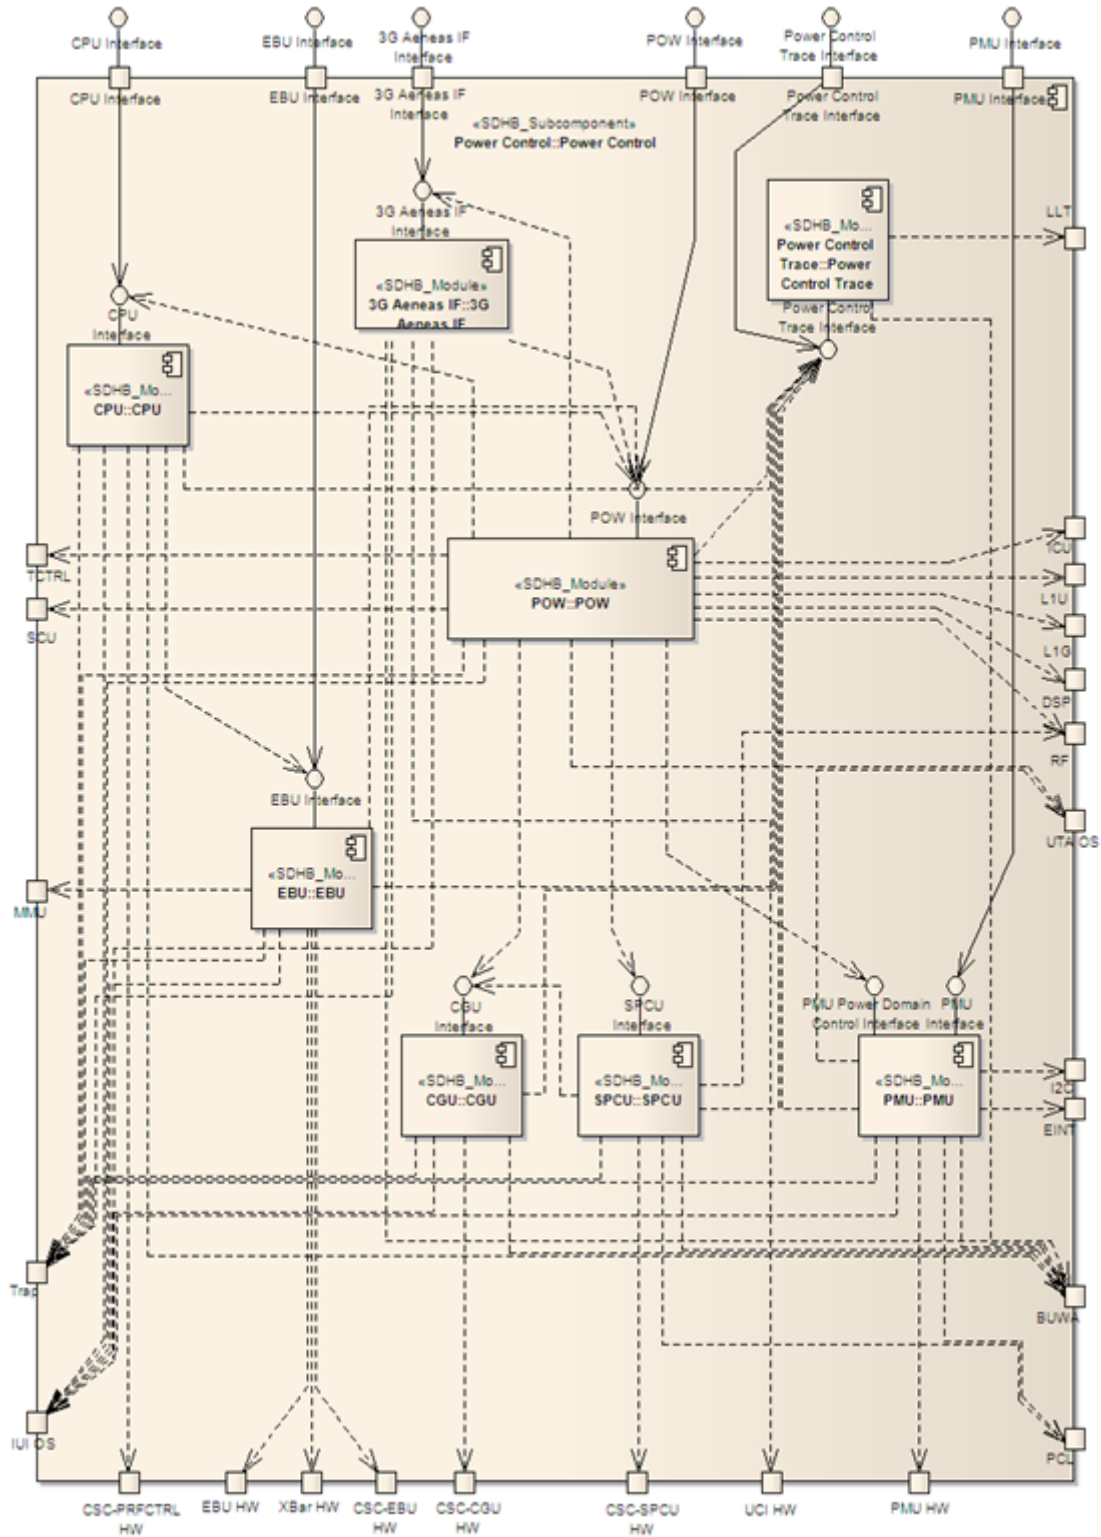 CPU Interface
EBU Interface
3G Aeneas IF
Interface
POW Interface
Power Control
Trace Interface
PMU Interface
CPU Interface
EBU Interface
3G Aeneas IF
Interface
POW Interface
Power Control
Trace Interface
PMU Interface
«SDHB_Subcomponent»
Power Control::Power Control
3G Aeneas IF
Interface
«SDHB_Module»
3G Aeneas IF::3G
Aeneas IF
«SDHB_Mo...
Power Control
Trace::Power
Control Trace
LLT
Power Control
Trace Interface
CPU
Interface
«SDHB_Mo...
CPU::CPU
POW Interface
«SDHB_Module»
POW::POW
TCTRL
SCU
ICU
L1U
L1G
DSP
RF
UTA OS
EBU Interface
«SDHB_Mo...
EBU::EBU
MMU
CGU
Interface
SPCU
Interface
PMU Power Domain
Control Interface
PMU
Interface
«SDHB_Mo...
CGU::CGU
«SDHB_Mo...
SPCU::SPCU
«SDHB_Mo...
PMU::PMU
I2C
EINT
Trap
BUWA
IUI OS
PCL
CSC-PRFCTRL
HW
EBU HW
XBar HW
CSC-EBU
HW
CSC-CGU
HW
CSC-SPCU
HW
UCI HW
PMU HW